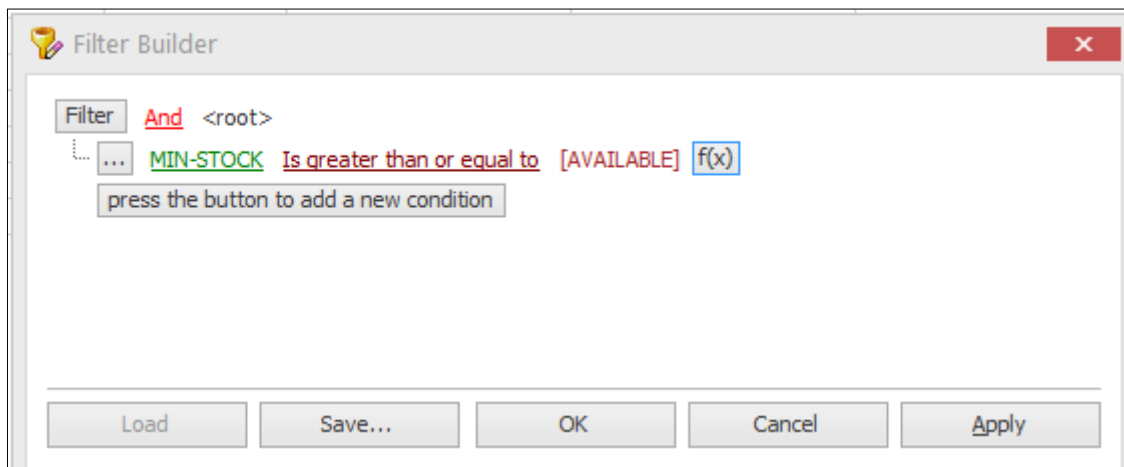 Filter Builder
Filter And <root>
... MIN-STOCK Is greater than or equal to [AVAILABLE] f(x)
press the button to add a new condition
Load Save... OK Cancel Apply